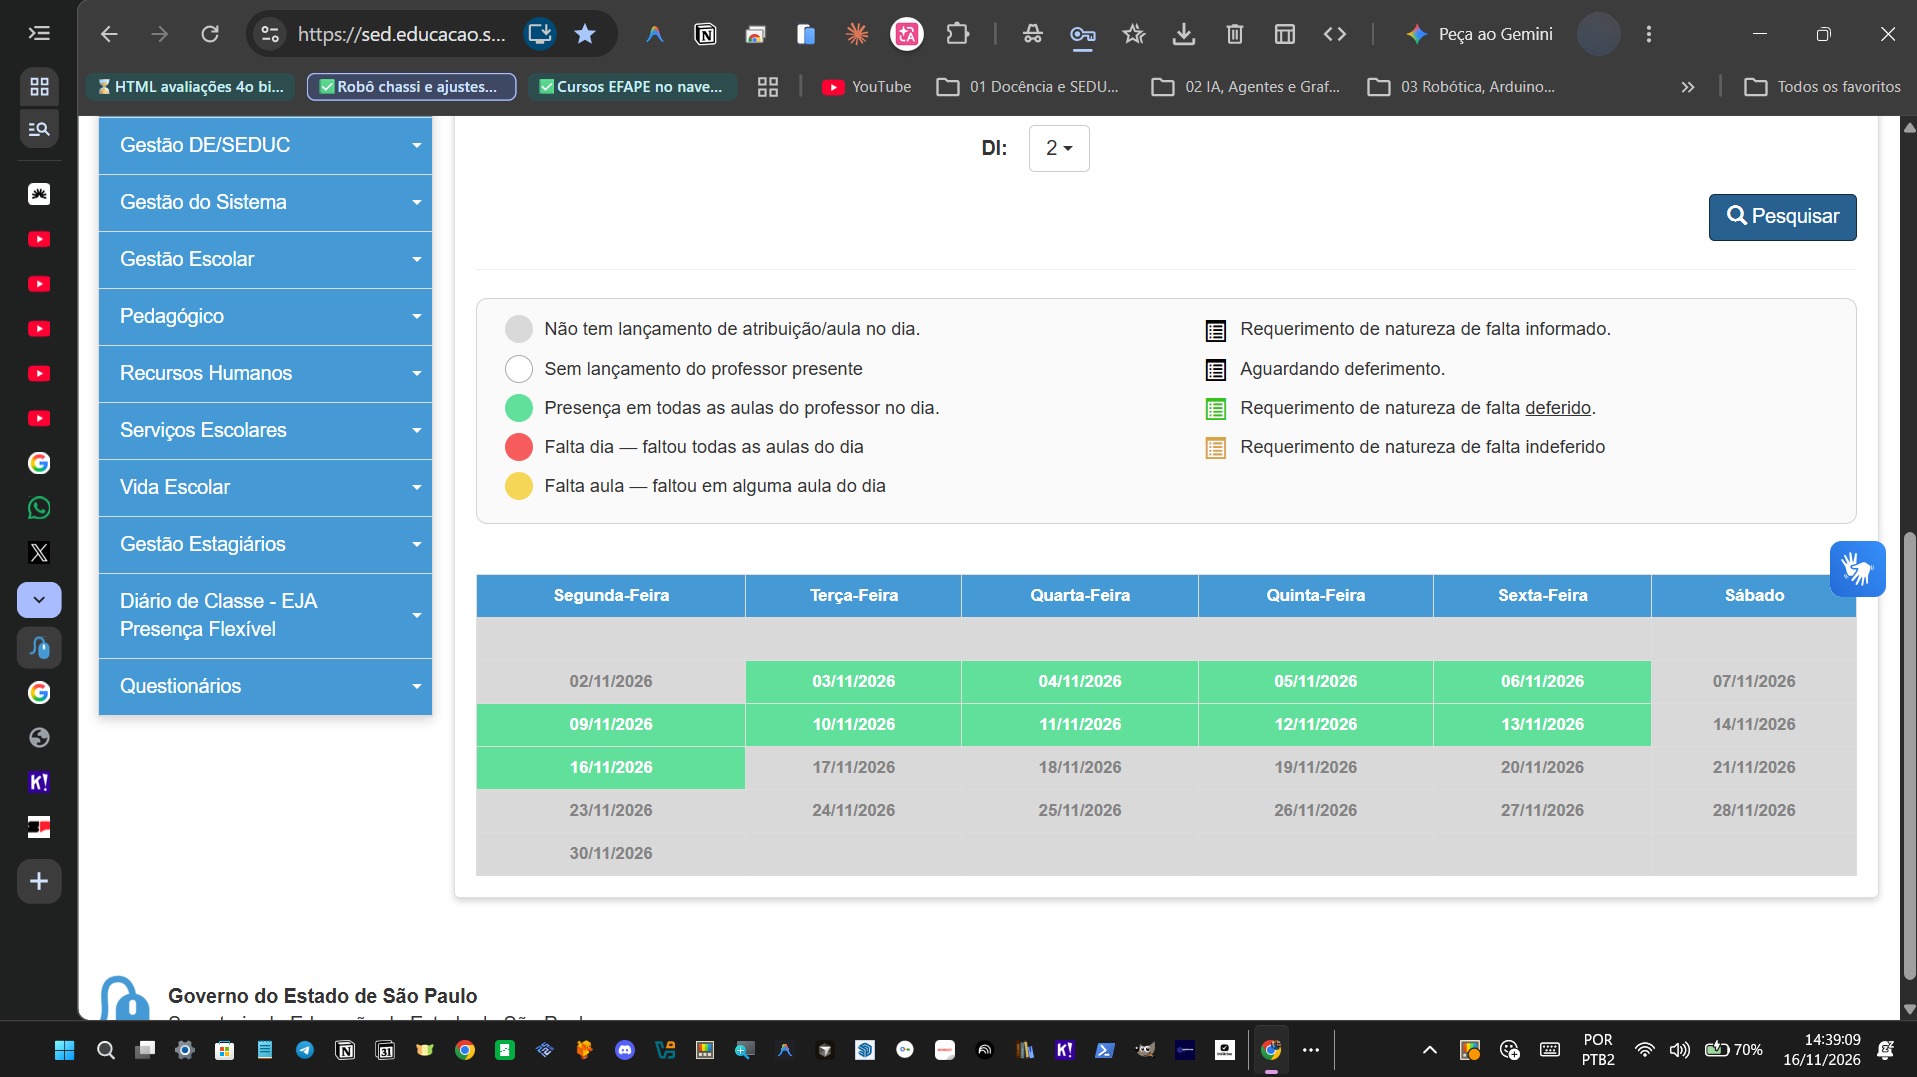 https://sed.educacao.s...
Peça ao Gemini
HTML avaliações 4o bi...
Robô chassi e ajustes...
Cursos EFAPE no nave...
YouTube
01 Docência e SEDU...
02 IA, Agentes e Graf...
03 Robótica, Arduino...
Todos os favoritos
Gestão DE/SEDUC
Gestão do Sistema
Gestão Escolar
Pedagógico
Recursos Humanos
Serviços Escolares
Vida Escolar
Gestão Estagiários
Diário de Classe - EJA
Presença Flexível
Questionários
DI: 2
Pesquisar
Não tem lançamento de atribuição/aula no dia.
Sem lançamento do professor presente
Presença em todas as aulas do professor no dia.
Falta dia — faltou todas as aulas do dia
Falta aula — faltou em alguma aula do dia
Requerimento de natureza de falta informado.
Aguardando deferimento.
Requerimento de natureza de falta deferido.
Requerimento de natureza de falta indeferido
Segunda-Feira Terça-Feira Quarta-Feira Quinta-Feira Sexta-Feira Sábado
02/11/2026 03/11/2026 04/11/2026 05/11/2026 06/11/2026 07/11/2026
09/11/2026 10/11/2026 11/11/2026 12/11/2026 13/11/2026 14/11/2026
16/11/2026 17/11/2026 18/11/2026 19/11/2026 20/11/2026 21/11/2026
23/11/2026 24/11/2026 25/11/2026 26/11/2026 27/11/2026 28/11/2026
30/11/2026
Governo do Estado de São Paulo
K!
31
K!
POR
PTB2
70%
14:39:09
16/11/2026